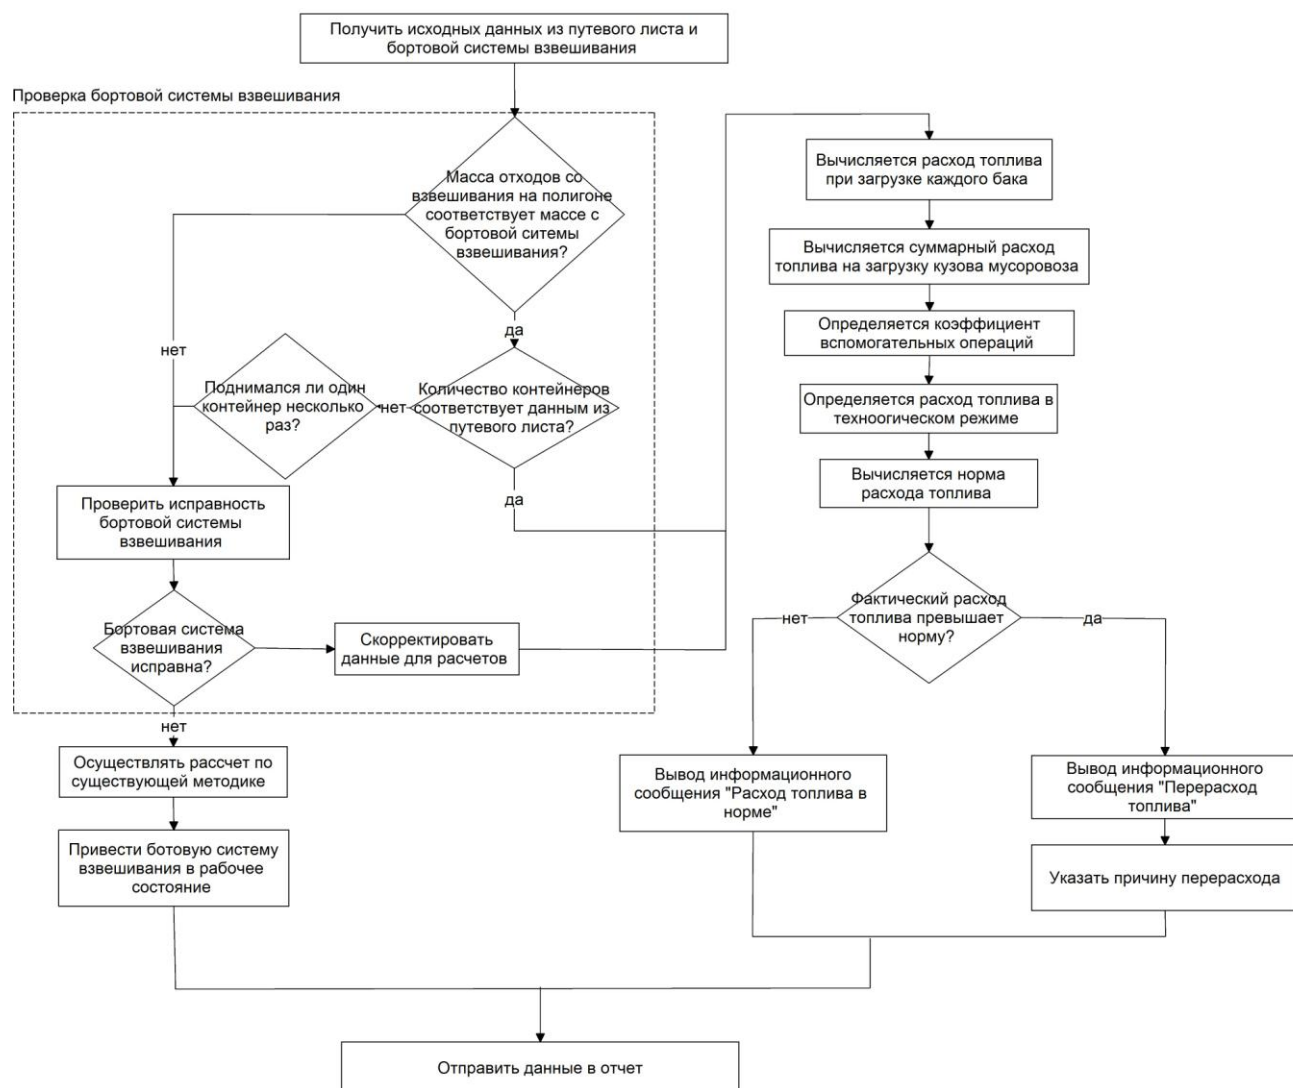 Получить исходных данных из путевого листа и
бортовой системы взвешивания
Проверка бортовой системы взвешивания
Масса отходов со
взвешивания на полигоне
соответствует массе с
бортовой ситемы
взвешивания?
да
нет
Поднимался ли один
контейнер несколько
раз?
нет
Количество контейнеров
соответствует данным из
путевого листа?
да
Проверить исправность
бортовой системы
взвешивания
Бортовая система
взвешивания
исправна?
Скорректировать
данные для расчетов
нет
Осуществлять рассчет по
существующей методике
Привести ботовую систему
взвешивания в рабочее
состояние
Вычисляется расход топлива
при загрузке каждого бака
Вычисляется суммарный расход
топлива на загрузку кузова мусоровоза
Определяется коэффициент
вспомогательных операций
Определяется расход топлива в
техноогическом режиме
Вычисляется норма
расхода топлива
Фактический расход
топлива превышает
норму?
нет
да
Вывод информационного
сообщения "Расход топлива в
норме"
Вывод информационного
сообщения "Перерасход
топлива"
Указать причину перерасхода
Отправить данные в отчет